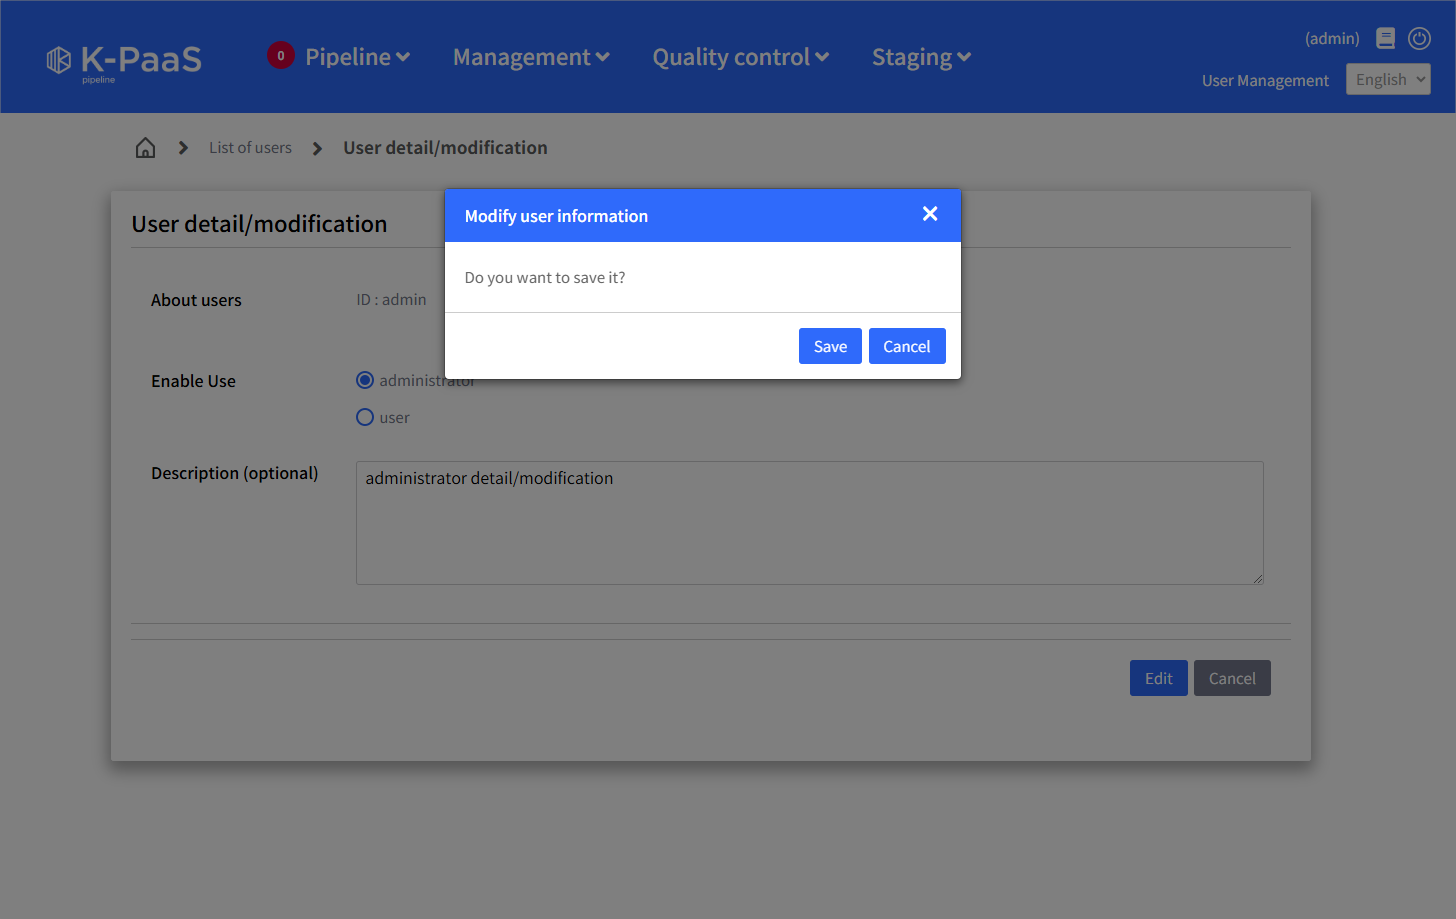 K-PaaS
pipeline
0 Pipeline
Management
Quality control
Staging
(admin)
User Management
English
List of users
User detail/modification
User detail/modification
Modify user information
Do you want to save it?
Save
Cancel
About users
ID : admin
Enable Use
administrator
user
Description (optional)
administrator detail/modification
Edit
Cancel